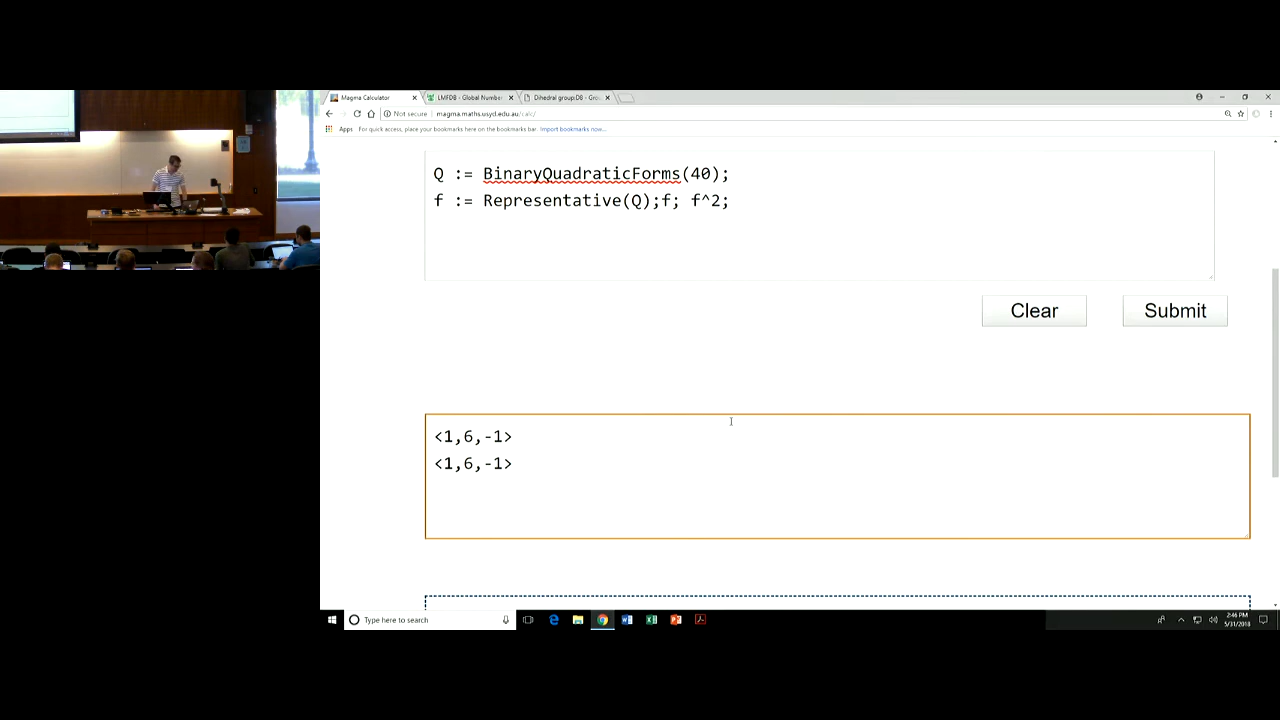 Magma Calculator
LMFDB - Global Number
Dihedral group:D8 - Gro
Not secure | magma.maths.usyd.edu.au/calc/
Apps For quick access, place your bookmarks here on the bookmarks bar. Import bookmarks now...
Q := BinaryQuadraticForms(40);
f := Representative(Q);f; f^2;
Clear Submit
<1,6,-1>
<1,6,-1>
Type here to search
2:46 PM
5/31/2018